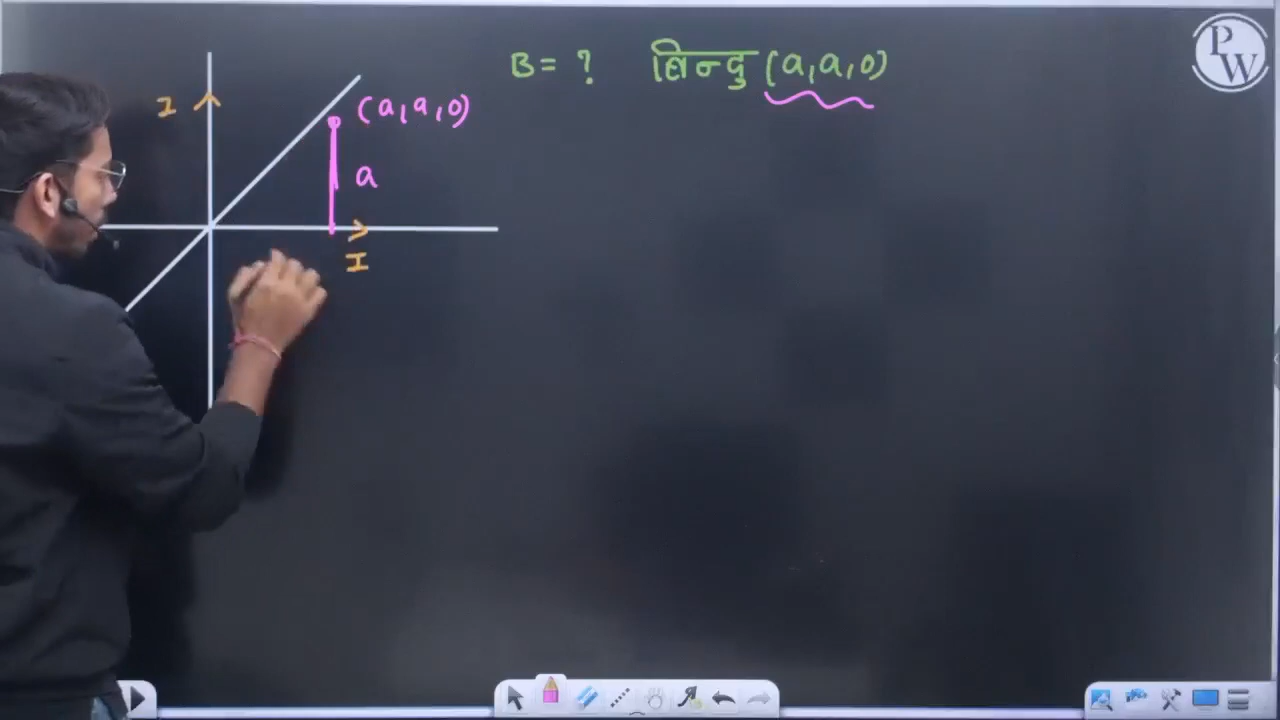 B = ? बिन्दु (a,a,0)
I
(a,a,0)
a
I
PW